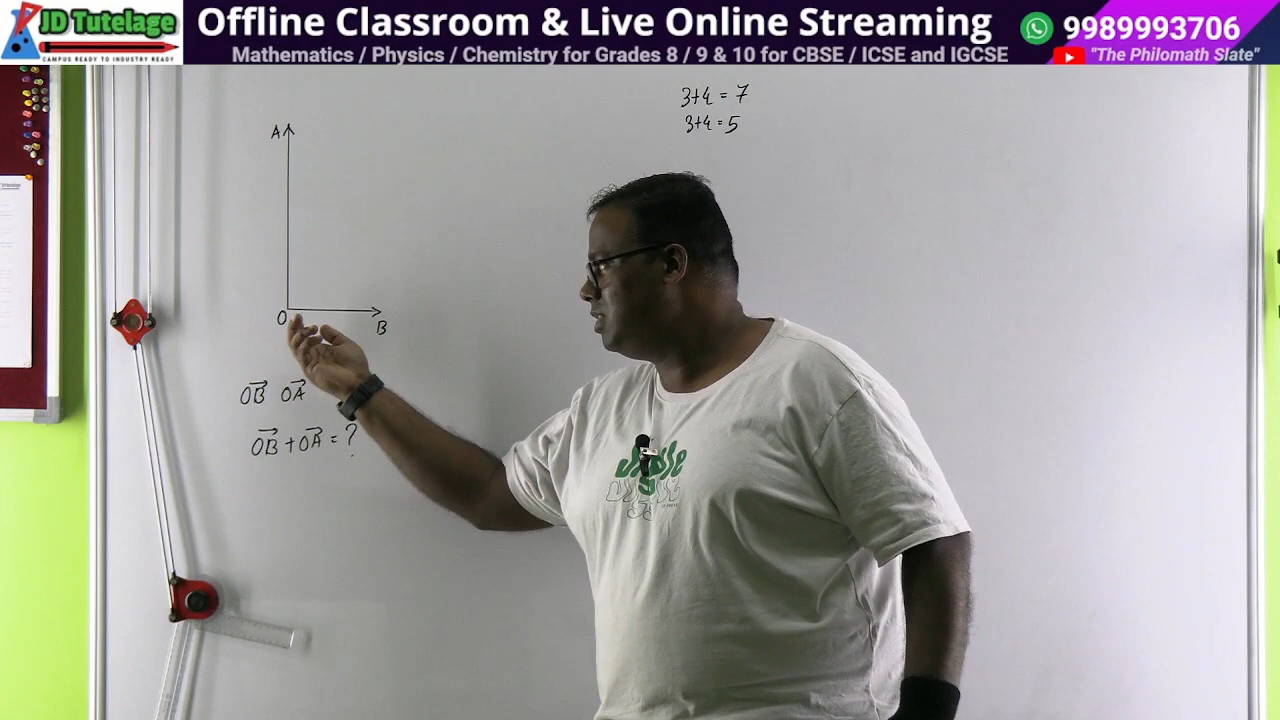 JD Tutelage
CAMPUS READY TO INDUSTRY READY
Offline Classroom & Live Online Streaming
Mathematics / Physics / Chemistry for Grades 8 / 9 & 10 for CBSE / ICSE and IGCSE
9989993706
"The Philomath Slate"
3+4 = 7
3+4 = 5
A
O
B
OB⃗ OA⃗
OB⃗ + OA⃗ = ?